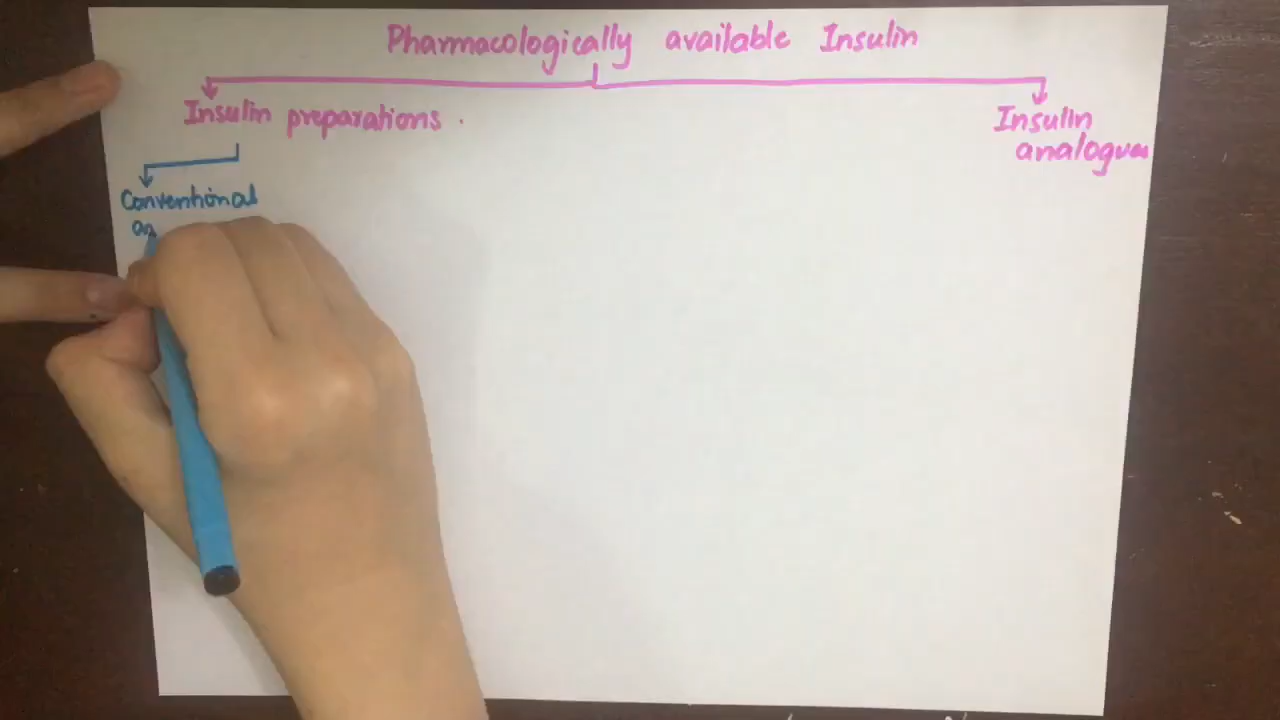 Pharmacologically available Insulin
Insulin preparations.
Insulin
analogues
Conventional